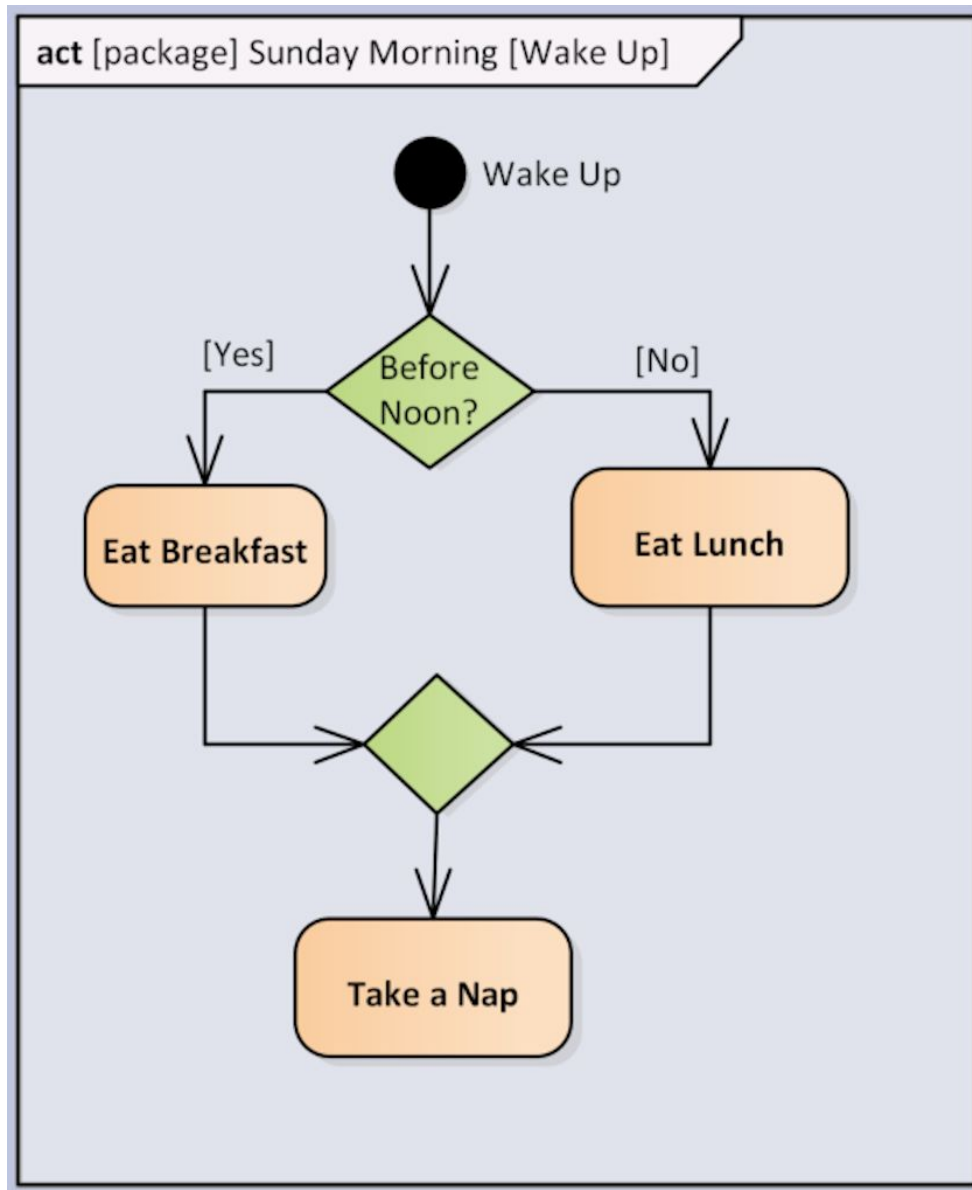 act [package] Sunday Morning [Wake Up]
Wake Up
[Yes]
Before
Noon?
[No]
Eat Breakfast
Eat Lunch
Take a Nap